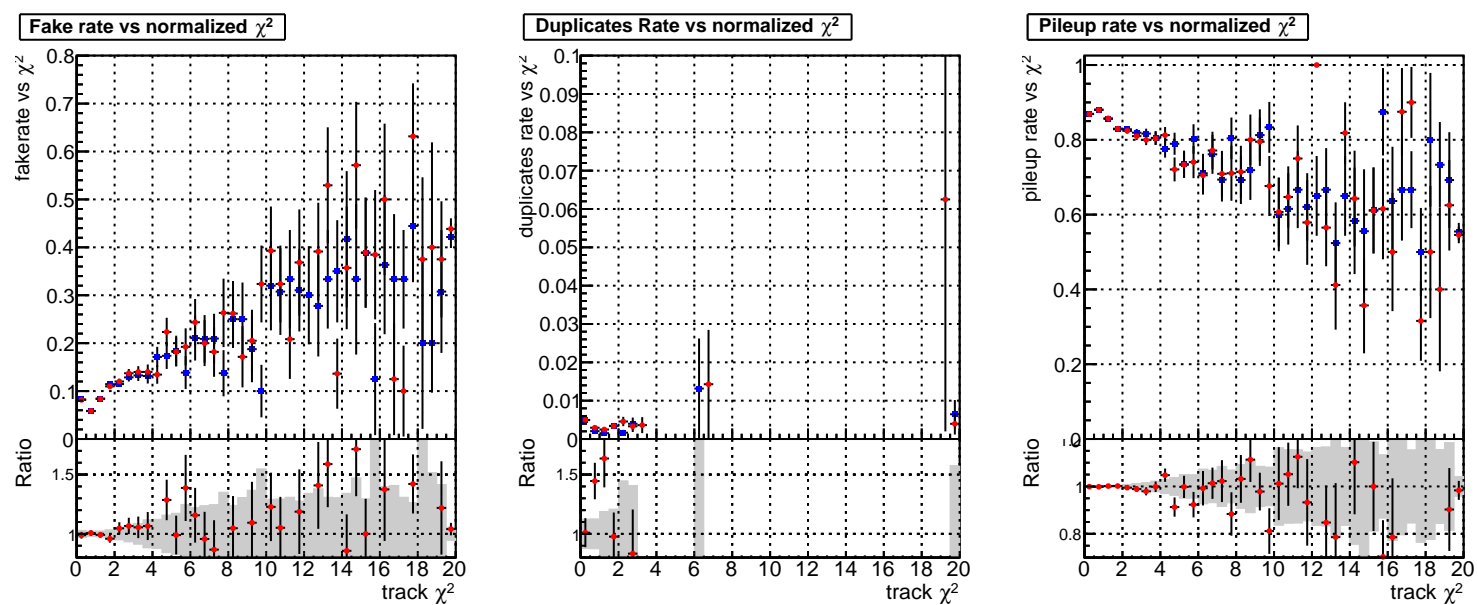 Fake rate vs normalized χ²
fakerate vs χ²
0.8
0.7
0.6
0.5
0.4
0.3
0.2
0.1
0
Ratio
1.5
1
0 2 4 6 8 10 12 14 16 18 20
track χ²
Duplicates Rate vs normalized χ²
duplicates rate vs χ²
0.1
0.09
0.08
0.07
0.06
0.05
0.04
0.03
0.02
0.01
0
Ratio
1.5
1
0 2 4 6 8 10 12 14 16 18 20
track χ²
Pileup rate vs normalized χ²
pileup rate vs χ²
1
0.8
0.6
0.4
0.2
0
Ratio
1
0.8
0 2 4 6 8 10 12 14 16 18 20
track χ²